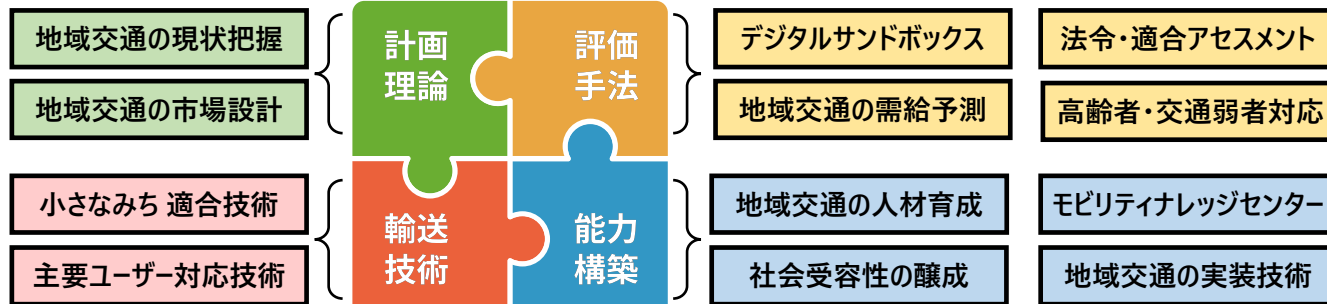 地域交通の現状把握
地域交通の市場設計
計画
理論
評価
手法
デジタルサンドボックス
法令・適合アセスメント
地域交通の需給予測
高齢者・交通弱者対応
小さなみち 適合技術
主要ユーザー対応技術
輸送
技術
能力
構築
地域交通の人材育成
モビリティナレッジセンター
社会受容性の醸成
地域交通の実装技術